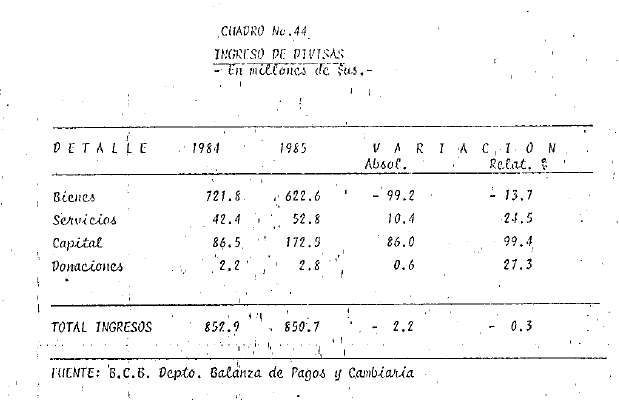 CUADRO No.44
INGRESO DE DIVISAS
- En millones de $us.-
DETALLE 1984 1985 VARIACION
Absol. Relat. %
Bienes 721.8 622.6 - 99.2 - 13.7
Servicios 42.4 52.8 10.4 24.5
Capital 86.5 172.5 86.0 99.4
Donaciones 2.2 2.8 0.6 27.3
TOTAL INGRESOS 852.9 850.7 - 2.2 - 0.3
FUENTE: B.C.B. Depto. Balanza de Pagos y Cambiaria